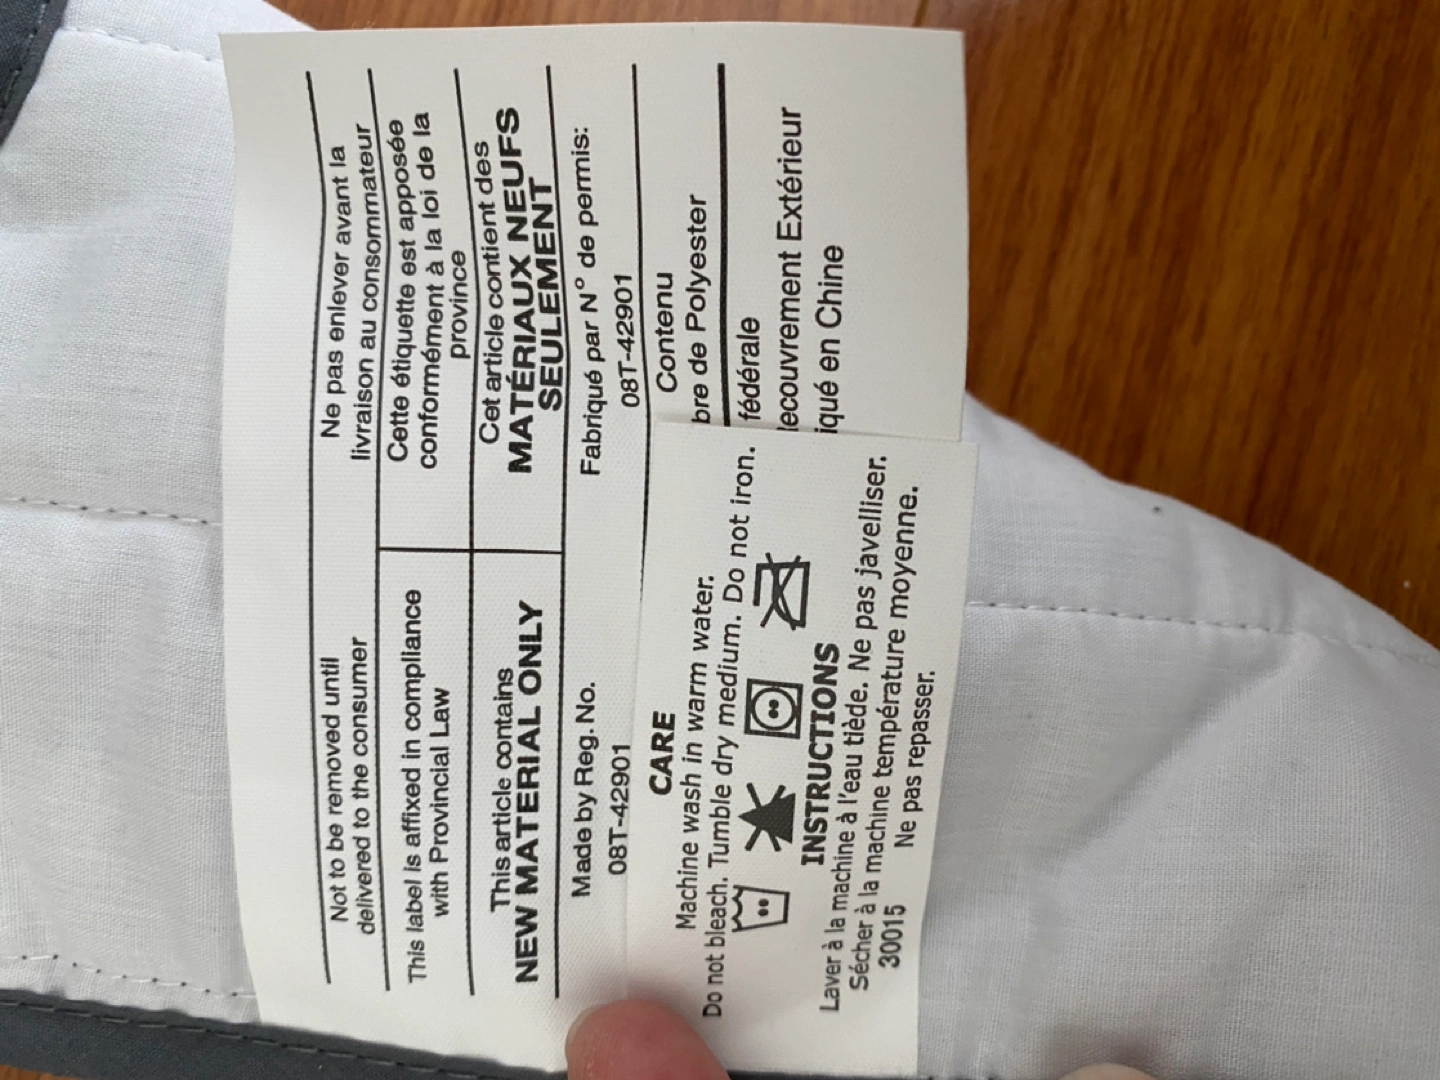 Not to be removed until
delivered to the consumer
Ne pas enlever avant la
livraison au consommateur
This label is affixed in compliance
with Provincial Law
Cette étiquette est apposée
conformément à la loi de la
province
This article contains
NEW MATERIAL ONLY
Cet article contient des
MATÉRIAUX NEUFS
SEULEMENT
Made by Reg. No.
08T-42901
Fabriqué par N° de permis:
08T-42901
Contenu
de Polyester
fédérale
Extérieur
en Chine
CARE
Machine wash in warm water.
Do not bleach. Tumble dry medium. Do not iron.
INSTRUCTIONS
Laver à la machine à l'eau tiède. Ne pas javelliser.
Sécher à la machine température moyenne.
30015 Ne pas repasser.